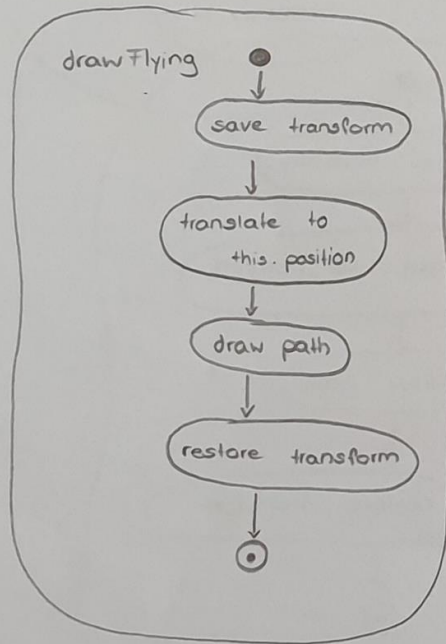 drawFlying
save transform
translate to
this.position
draw path
restore transform